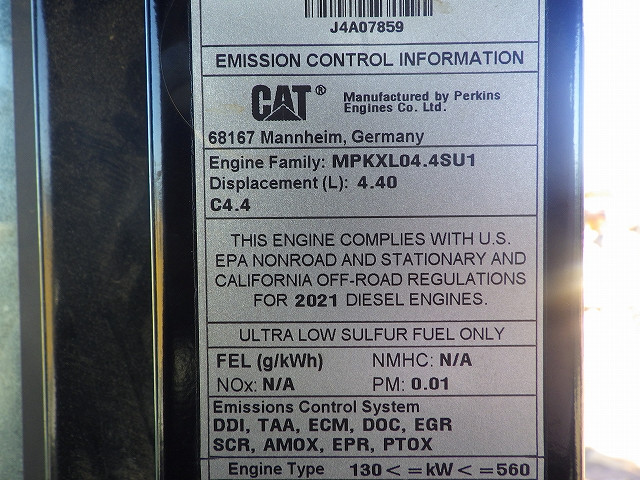 J4A07859
EMISSION CONTROL INFORMATION
CAT® Manufactured by Perkins
Engines Co. Ltd.
68167 Mannheim, Germany
Engine Family: MPKXL04.4SU1
Displacement (L): 4.40
C4.4
THIS ENGINE COMPLIES WITH U.S.
EPA NONROAD AND STATIONARY AND
CALIFORNIA OFF-ROAD REGULATIONS
FOR 2021 DIESEL ENGINES.
ULTRA LOW SULFUR FUEL ONLY
FEL (g/kWh) NMHC: N/A
NOx: N/A PM: 0.01
Emissions Control System
DDI, TAA, ECM, DOC, EGR
SCR, AMOX, EPR, PTOX
Engine Type 130 < =kW < =560